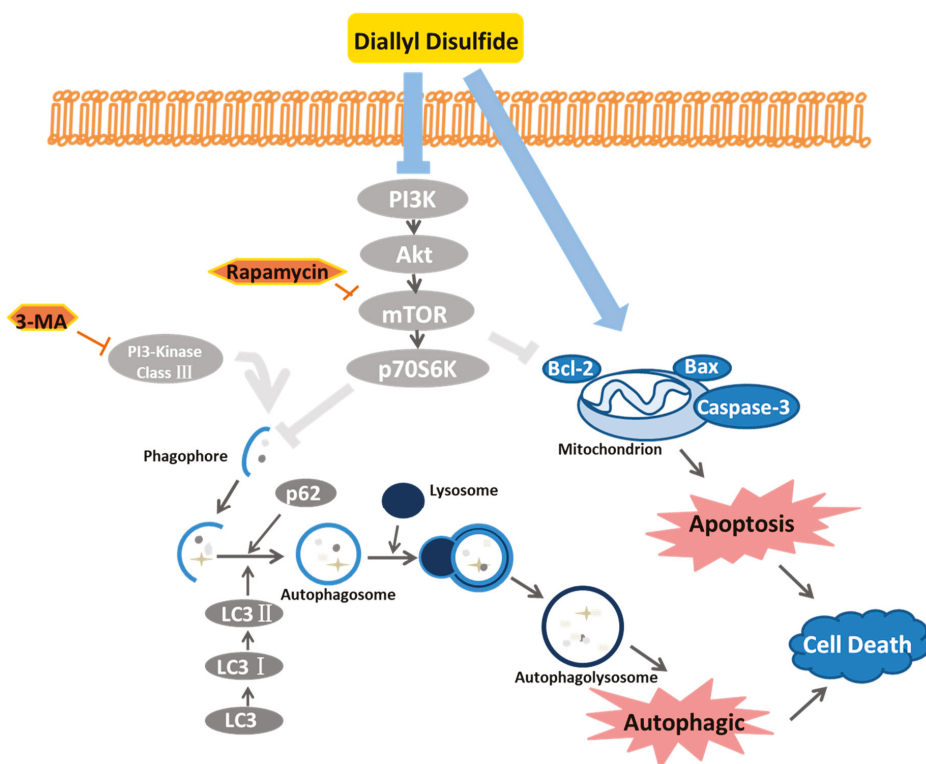 Diallyl Disulfide
PI3K
Akt
Rapamycin
mTOR
3-MA
PI3-Kinase
Class III
p70S6K
Bcl-2
Bax
Caspase-3
Mitochondrion
Phagophore
p62
Lysosome
Apoptosis
Autophagosome
LC3 II
LC3 I
LC3
Cell Death
Autophagolysosome
Autophagic